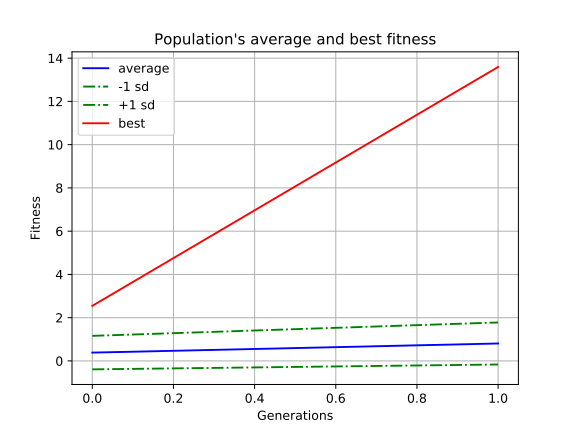 Population's average and best fitness
average
-1 sd
+1 sd
best
14
12
10
8
6
4
2
0
Fitness
0.0 0.2 0.4 0.6 0.8 1.0
Generations